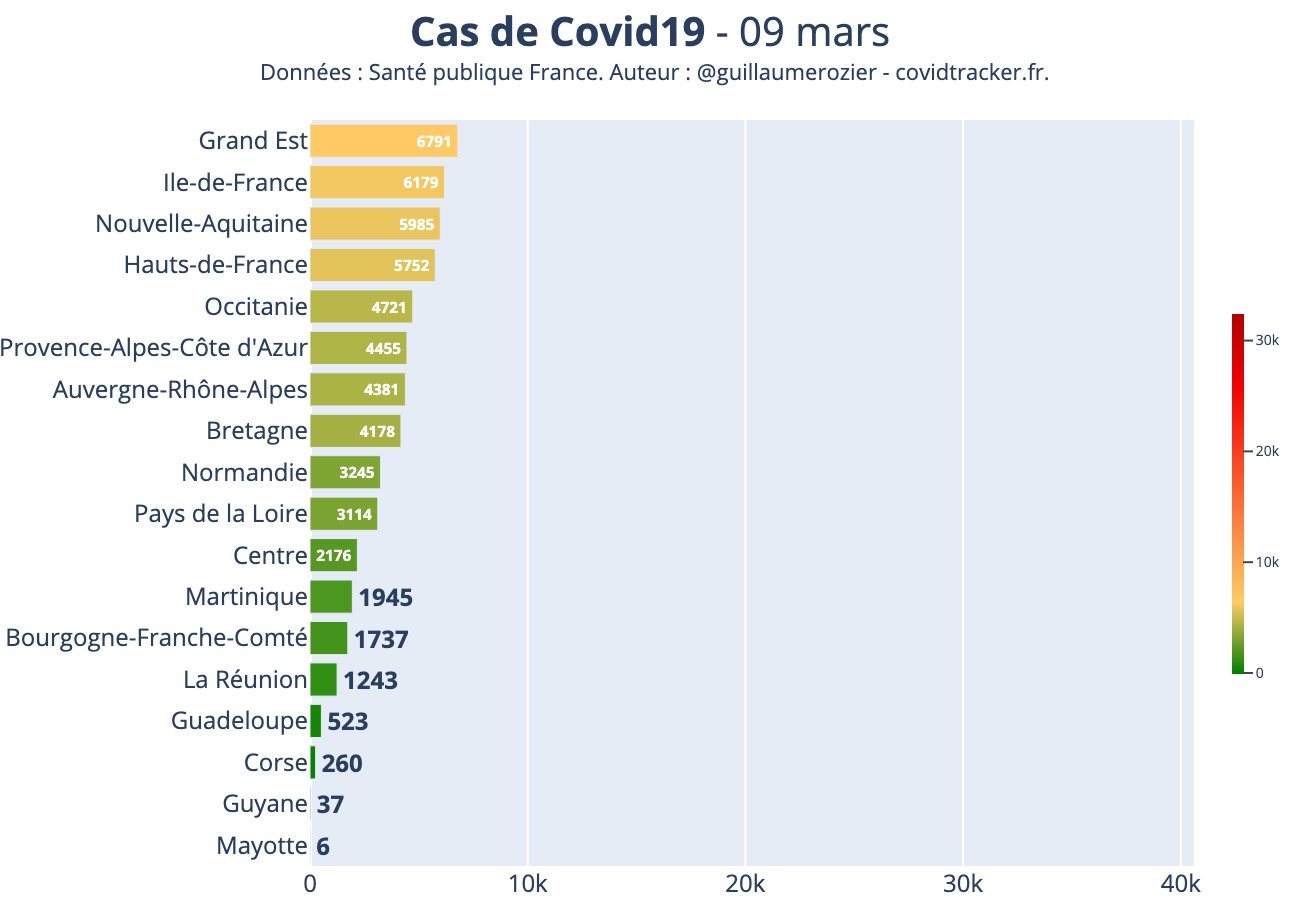 Cas de Covid19 - 09 mars
Données : Santé publique France. Auteur : @guillaumerozier - covidtracker.fr.
Grand Est 6791
Ile-de-France 6179
Nouvelle-Aquitaine 5985
Hauts-de-France 5752
Occitanie 4721
Provence-Alpes-Côte d'Azur 4455
Auvergne-Rhône-Alpes 4381
Bretagne 4178
Normandie 3245
Pays de la Loire 3114
Centre 2176
Martinique 1945
Bourgogne-Franche-Comté 1737
La Réunion 1243
Guadeloupe 523
Corse 260
Guyane 37
Mayotte 6
0 10k 20k 30k 40k
30k
20k
10k
0